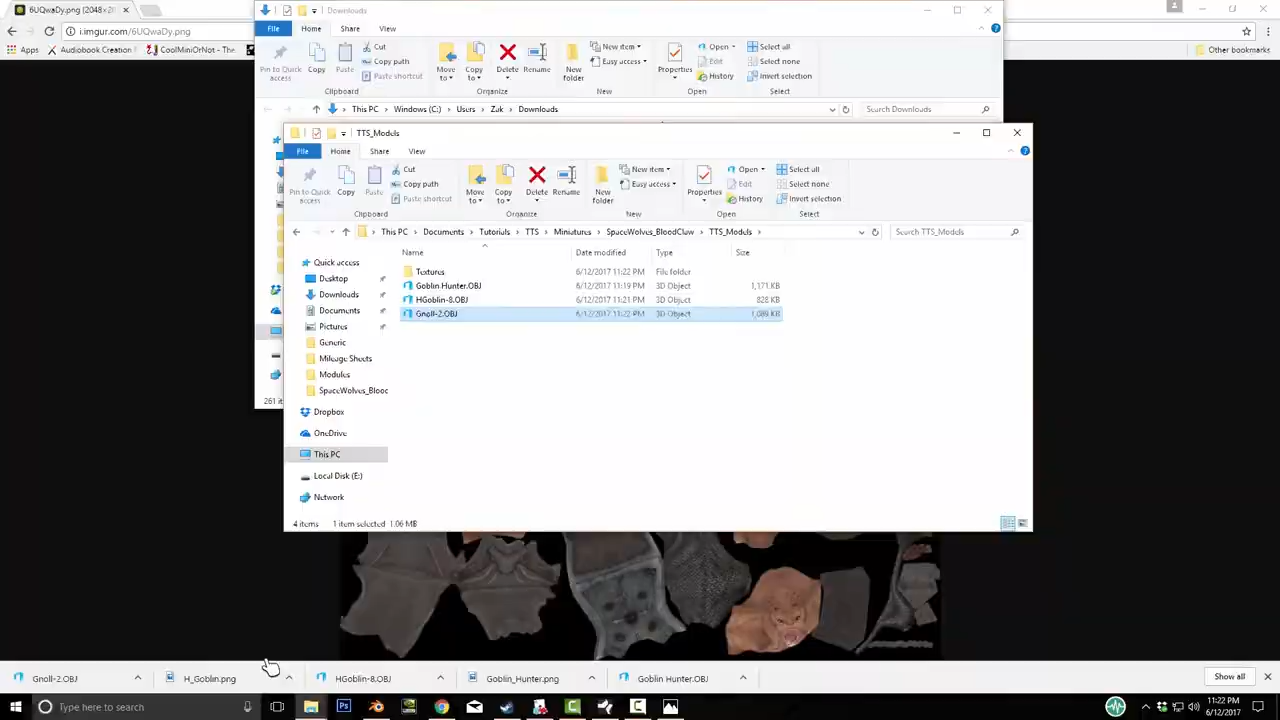 6UQwaDy.png (2048×20
Downloads
i.imgur.com/6UQwaDy.png
Apps
Audiobook Creation
CoolMiniOrNot - The
Other bookmarks
File Home Share View
Pin to Quick access
Copy
Paste
Cut
Copy path
Paste shortcut
Move to
Copy to
Delete
Rename
New folder
New item
Easy access
Properties
Open
Edit
History
Select all
Select none
Invert selection
Clipboard Organize New Open Select
This PC > Windows (C:) > Users > Zak > Downloads
Search Downloads
261 it
TTS_Models
File Home Share View
Pin to Quick access
Copy
Paste
Cut
Copy path
Paste shortcut
Move to
Copy to
Delete
Rename
New folder
New item
Easy access
Properties
Open
Edit
History
Select all
Select none
Invert selection
Clipboard Organize New Open Select
This PC > Documents > Tutorials > TTS > Miniatures > SpaceWolves_BloodClaw > TTS_Models >
Search TTS_Models
Name Date modified Type Size
Textures 6/12/2017 11:22 PM File folder
Goblin Hunter.OBJ 6/12/2017 11:19 PM 3D Object 1,171 KB
HGoblin-8.OBJ 6/12/2017 11:21 PM 3D Object 828 KB
Gnoll-2.OBJ 6/12/2017 11:22 PM 3D Object 1,089 KB
Quick access
Desktop
Downloads
Documents
Pictures
Generic
Mileage Sheets
Modules
SpaceWolves_Blooc
Dropbox
OneDrive
This PC
Local Disk (E:)
Network
4 items 1 item selected 1.06 MB
Gnoll-2.OBJ
H_Goblin.png
HGoblin-8.OBJ
Goblin_Hunter.png
Goblin Hunter.OBJ
Show all
Type here to search
11:22 PM
6/12/2017